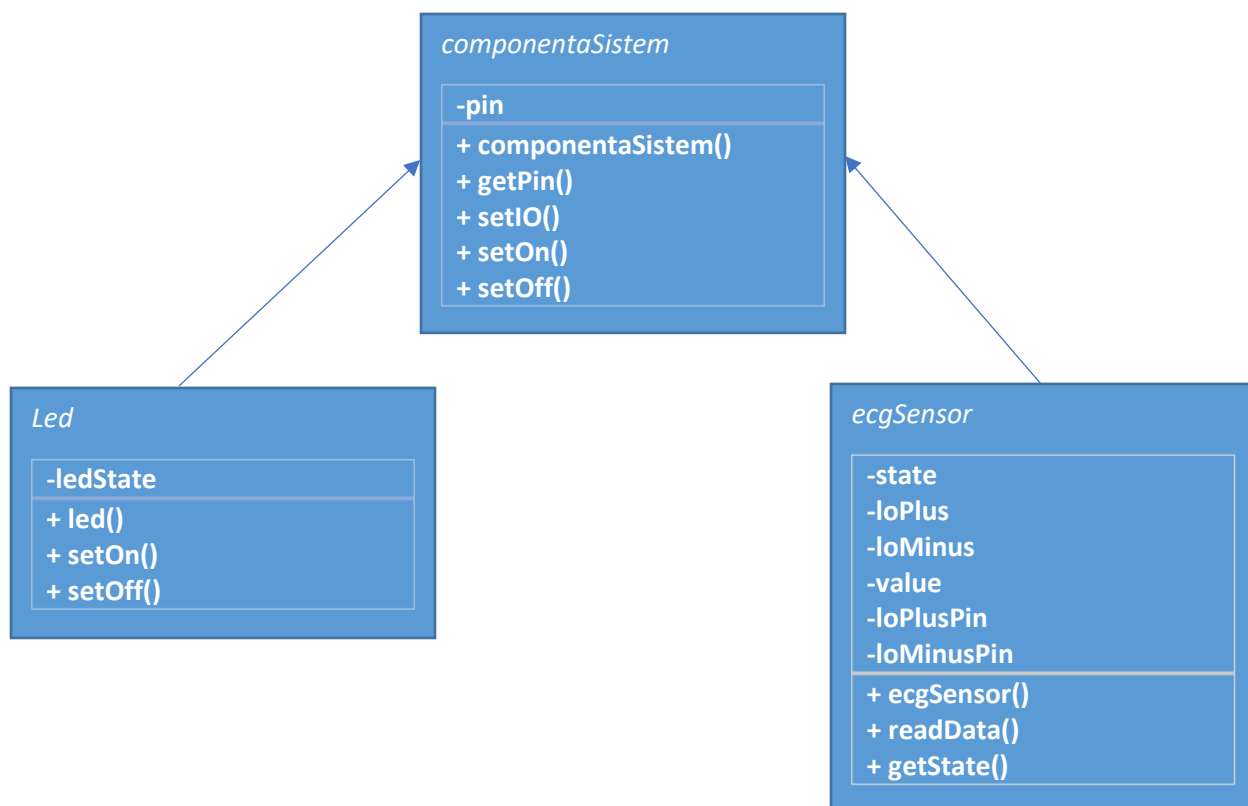 componentaSistem
-pin
+ componentaSistem()
+ getPin()
+ setIO()
+ setOn()
+ setOff()
Led
-ledState
+ led()
+ setOn()
+ setOff()
ecgSensor
-state
-loPlus
-loMinus
-value
-loPlusPin
-loMinusPin
+ ecgSensor()
+ readData()
+ getState()